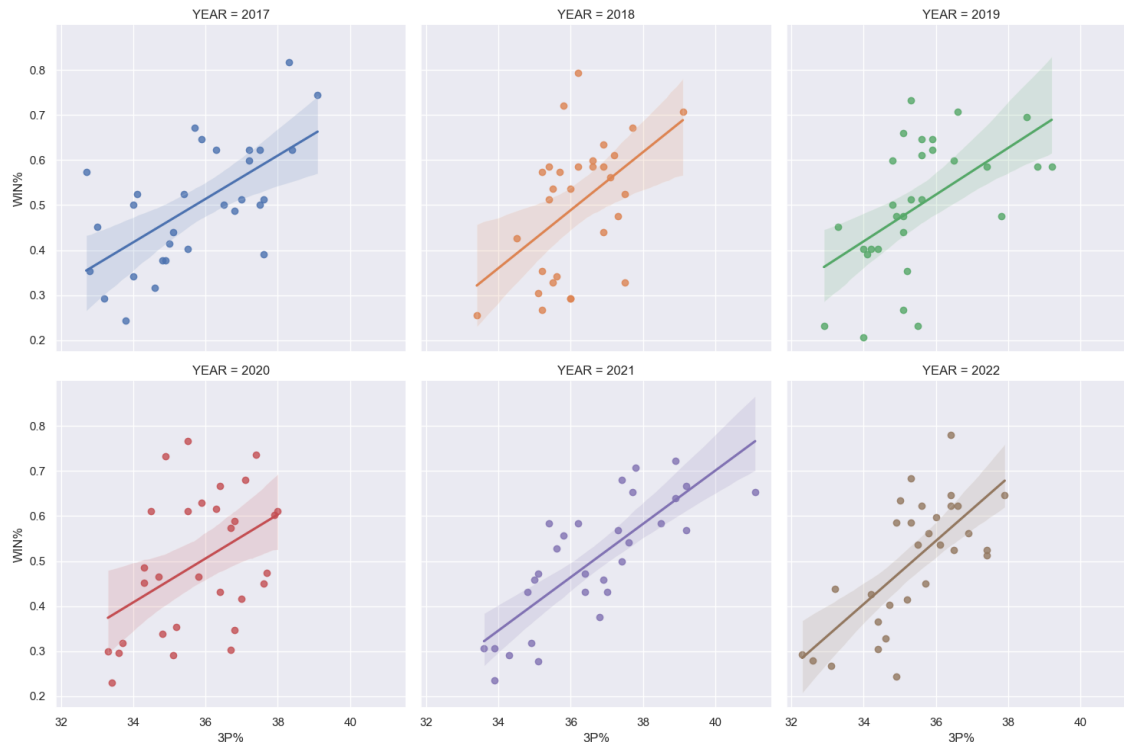 YEAR = 2017 YEAR = 2018 YEAR = 2019
0.8
0.7
0.6
WIN%
0.5
0.4
0.3
0.2
YEAR = 2020 YEAR = 2021 YEAR = 2022
0.8
0.7
0.6
WIN%
0.5
0.4
0.3
0.2
32 34 36 38 40 32 34 36 38 40 32 34 36 38 40
3P% 3P% 3P%